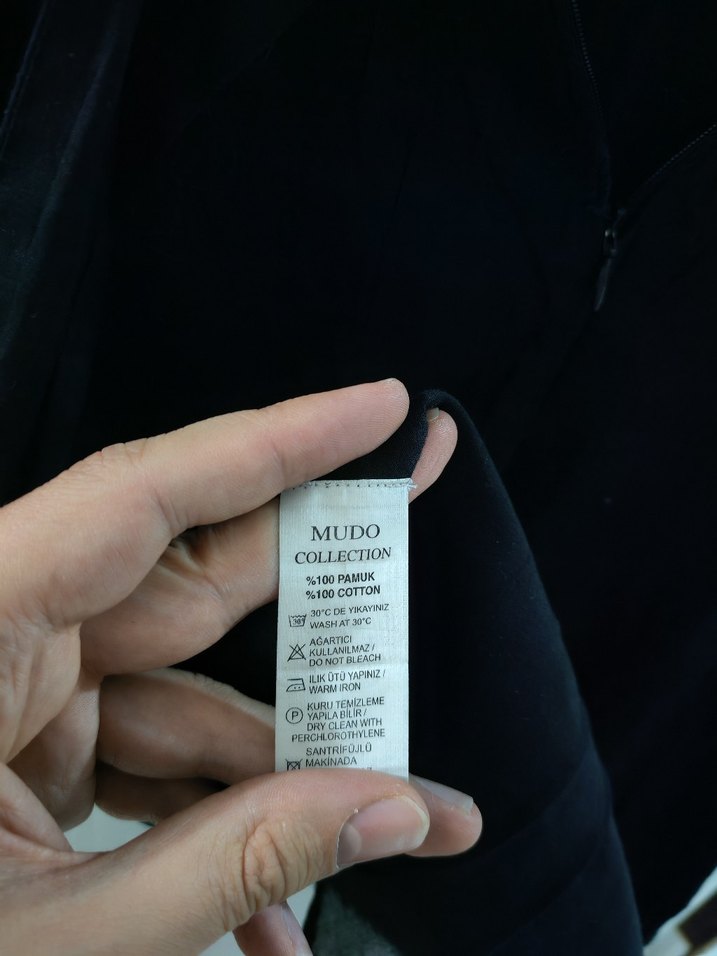 MUDO
COLLECTION
%100 PAMUK
%100 COTTON
30°C DE YIKAYINIZ
WASH AT 30°C
30°
AĞARTICI
KULLANILMAZ /
DO NOT BLEACH
ILIK ÜTÜ YAPINIZ /
WARM IRON
P
KURU TEMİZLEME
YAPILA BİLİR /
DRY CLEAN WITH
PERCHLOROTHYLENE
SANTRİFÜJLÜ
MAKİNADA